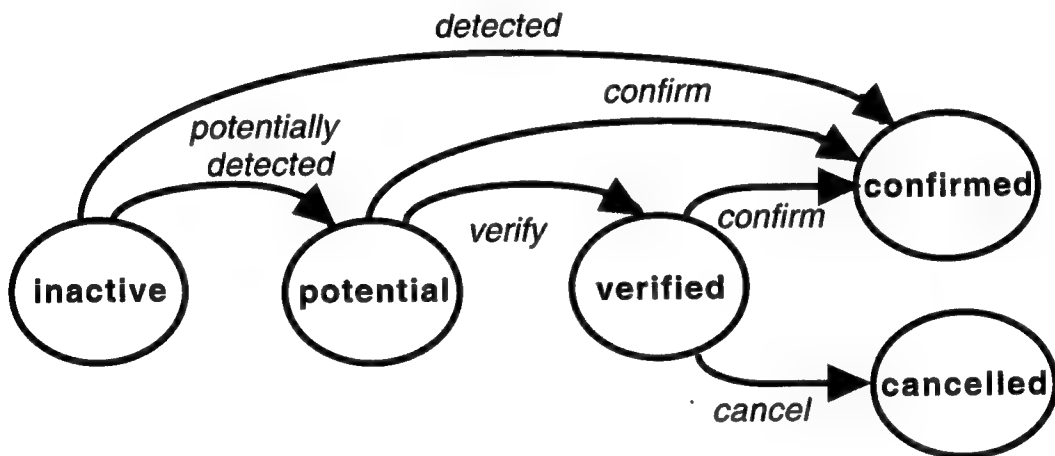 detected
confirm
potentially
detected
verify
confirm
confirmed
inactive
potential
verified
cancel
cancelled